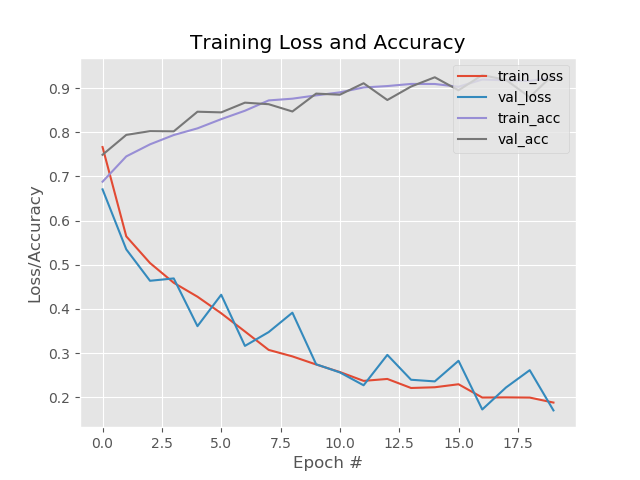 Training Loss and Accuracy
train_loss
val_loss
train_acc
val_acc
Loss/Accuracy
0.9
0.8
0.7
0.6
0.5
0.4
0.3
0.2
0.0 2.5 5.0 7.5 10.0 12.5 15.0 17.5
Epoch #